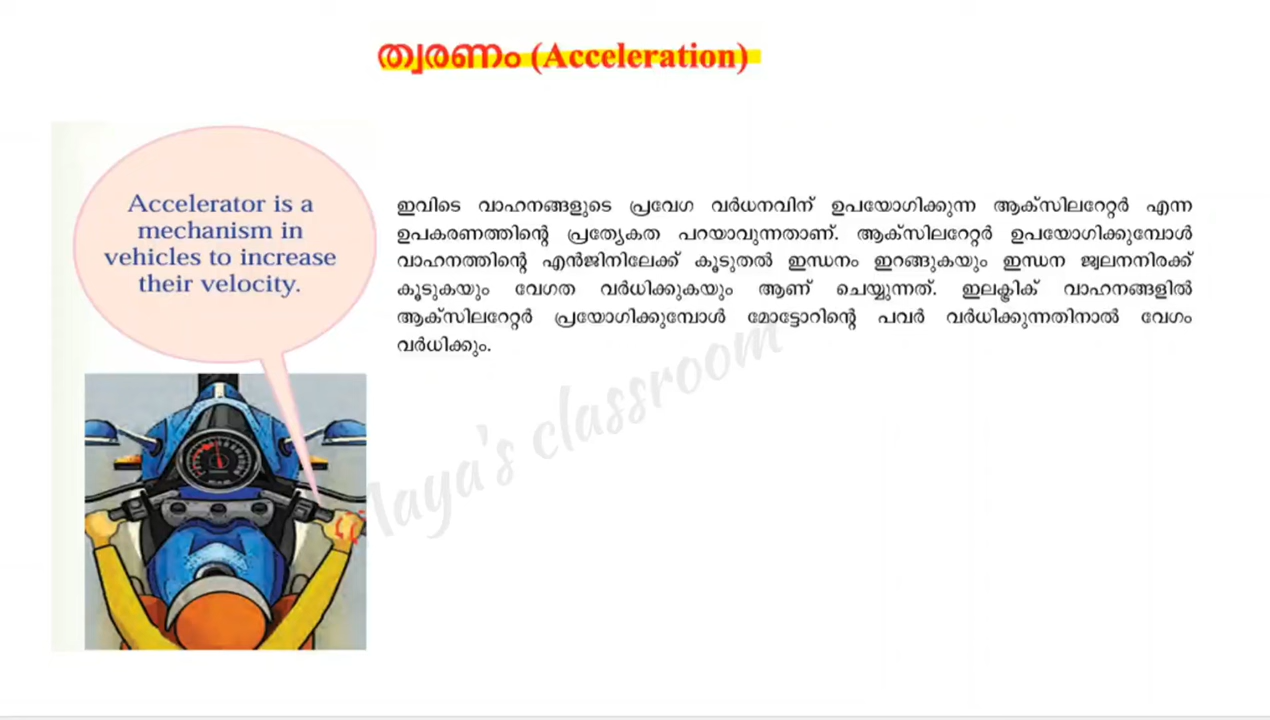 ത്വരണം (Acceleration)
Accelerator is a
mechanism in
vehicles to increase
their velocity.
ഇവിടെ വാഹനങ്ങളുടെ പ്രവേഗ വർധനവിന് ഉപയോഗിക്കുന്ന ആക്സിലറേറ്റർ എന്ന
ഉപകരണത്തിന്റെ പ്രത്യേകത പറയാവുന്നതാണ്. ആക്സിലറേറ്റർ ഉപയോഗിക്കുമ്പോൾ
വാഹനത്തിന്റെ എൻജിനിലേക്ക് കൂടുതൽ ഇന്ധനം ഇറങ്ങുകയും ഇന്ധന ജ്വലനനിരക്ക്
കൂടുകയും വേഗത വർധിക്കുകയും ആണ് ചെയ്യുന്നത്. ഇലക്ട്രിക് വാഹനങ്ങളിൽ
ആക്സിലറേറ്റർ പ്രയോഗിക്കുമ്പോൾ മോട്ടോറിന്റെ പവർ വർധിക്കുന്നതിനാൽ വേഗം
വർധിക്കും.
Maya's classroom